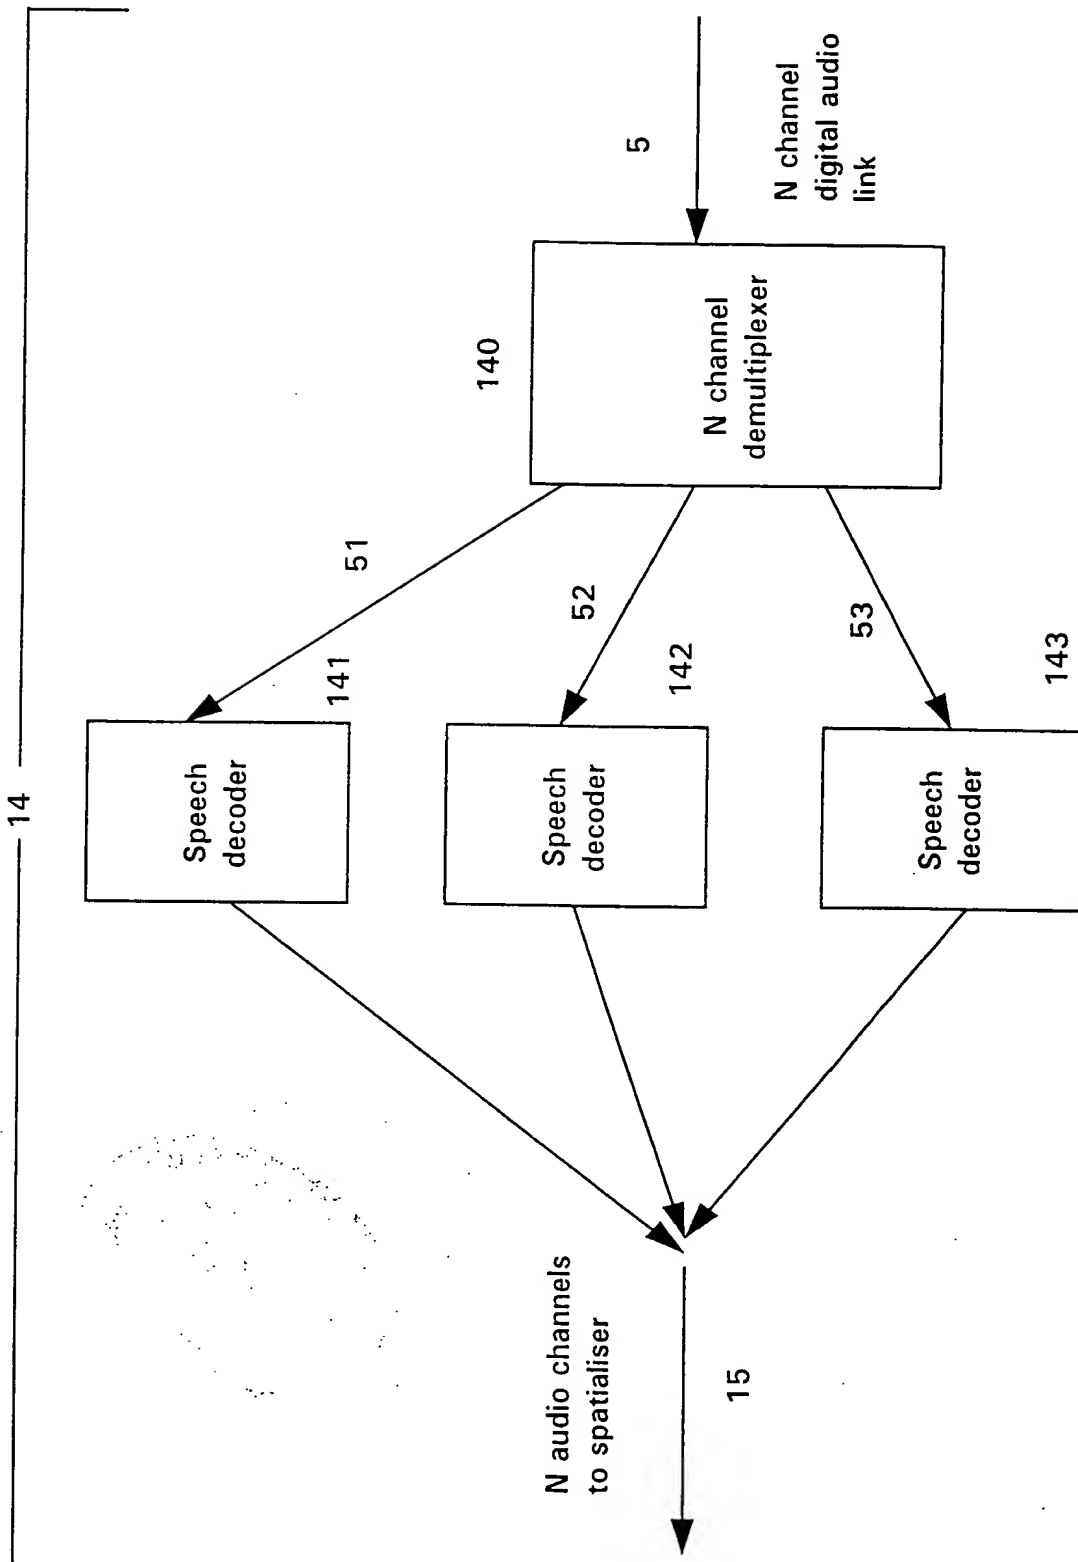 14
5
N channel
digital audio
link
140
N channel
demultiplexer
51
52
53
141
Speech
decoder
142
Speech
decoder
143
Speech
decoder
N audio channels
to spatialiser
15